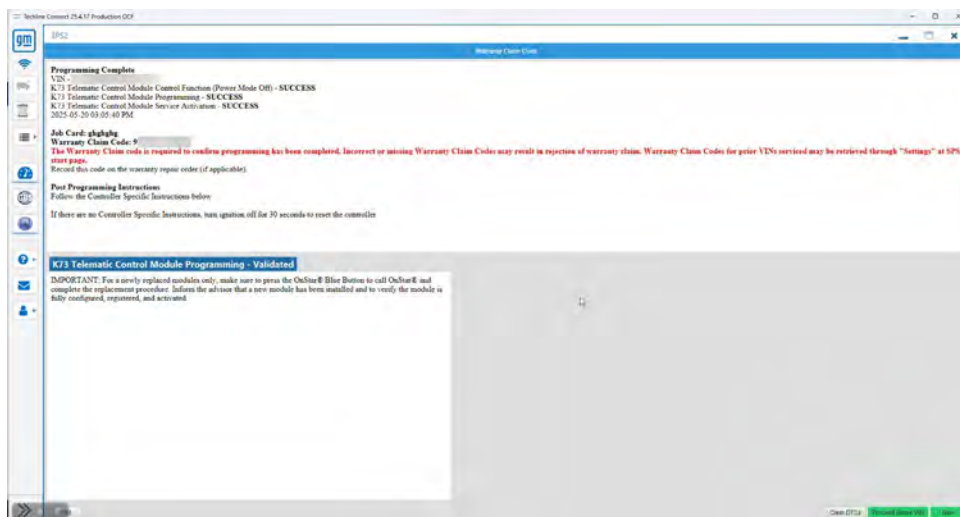 Techline Connect 25.4.17 Production OCF
gm
SPS2
Warranty Claim Code
Programming Complete
VIN -
K73 Telematic Control Module Control Function (Power Mode Off) - SUCCESS
K73 Telematic Control Module Programming - SUCCESS
K73 Telematic Control Module Service Activation - SUCCESS
2025-05-20 03:05:40 PM
Job Card: ghghghg
Warranty Claim Code: 9
The Warranty Claim code is required to confirm programming has been completed. Incorrect or missing Warranty Claim Codes may result in rejection of warranty claim. Warranty Claim Codes for prior VINs serviced may be retrieved through "Settings" at SPS
start page.
Record this code on the warranty repair order (if applicable)
Post Programming Instructions
Follow the Controller Specific Instructions below
If there are no Controller Specific Instructions, turn ignition off for 30 seconds to reset the controller
K73 Telematic Control Module Programming - Validated
IMPORTANT: For a newly replaced modules only, make sure to press the OnStar® Blue Button to call OnStar® and
complete the replacement procedure. Inform the advisor that a new module has been installed and to verify the module is
fully configured, registered, and activated
Clear DTCs
Proceed Same VIN